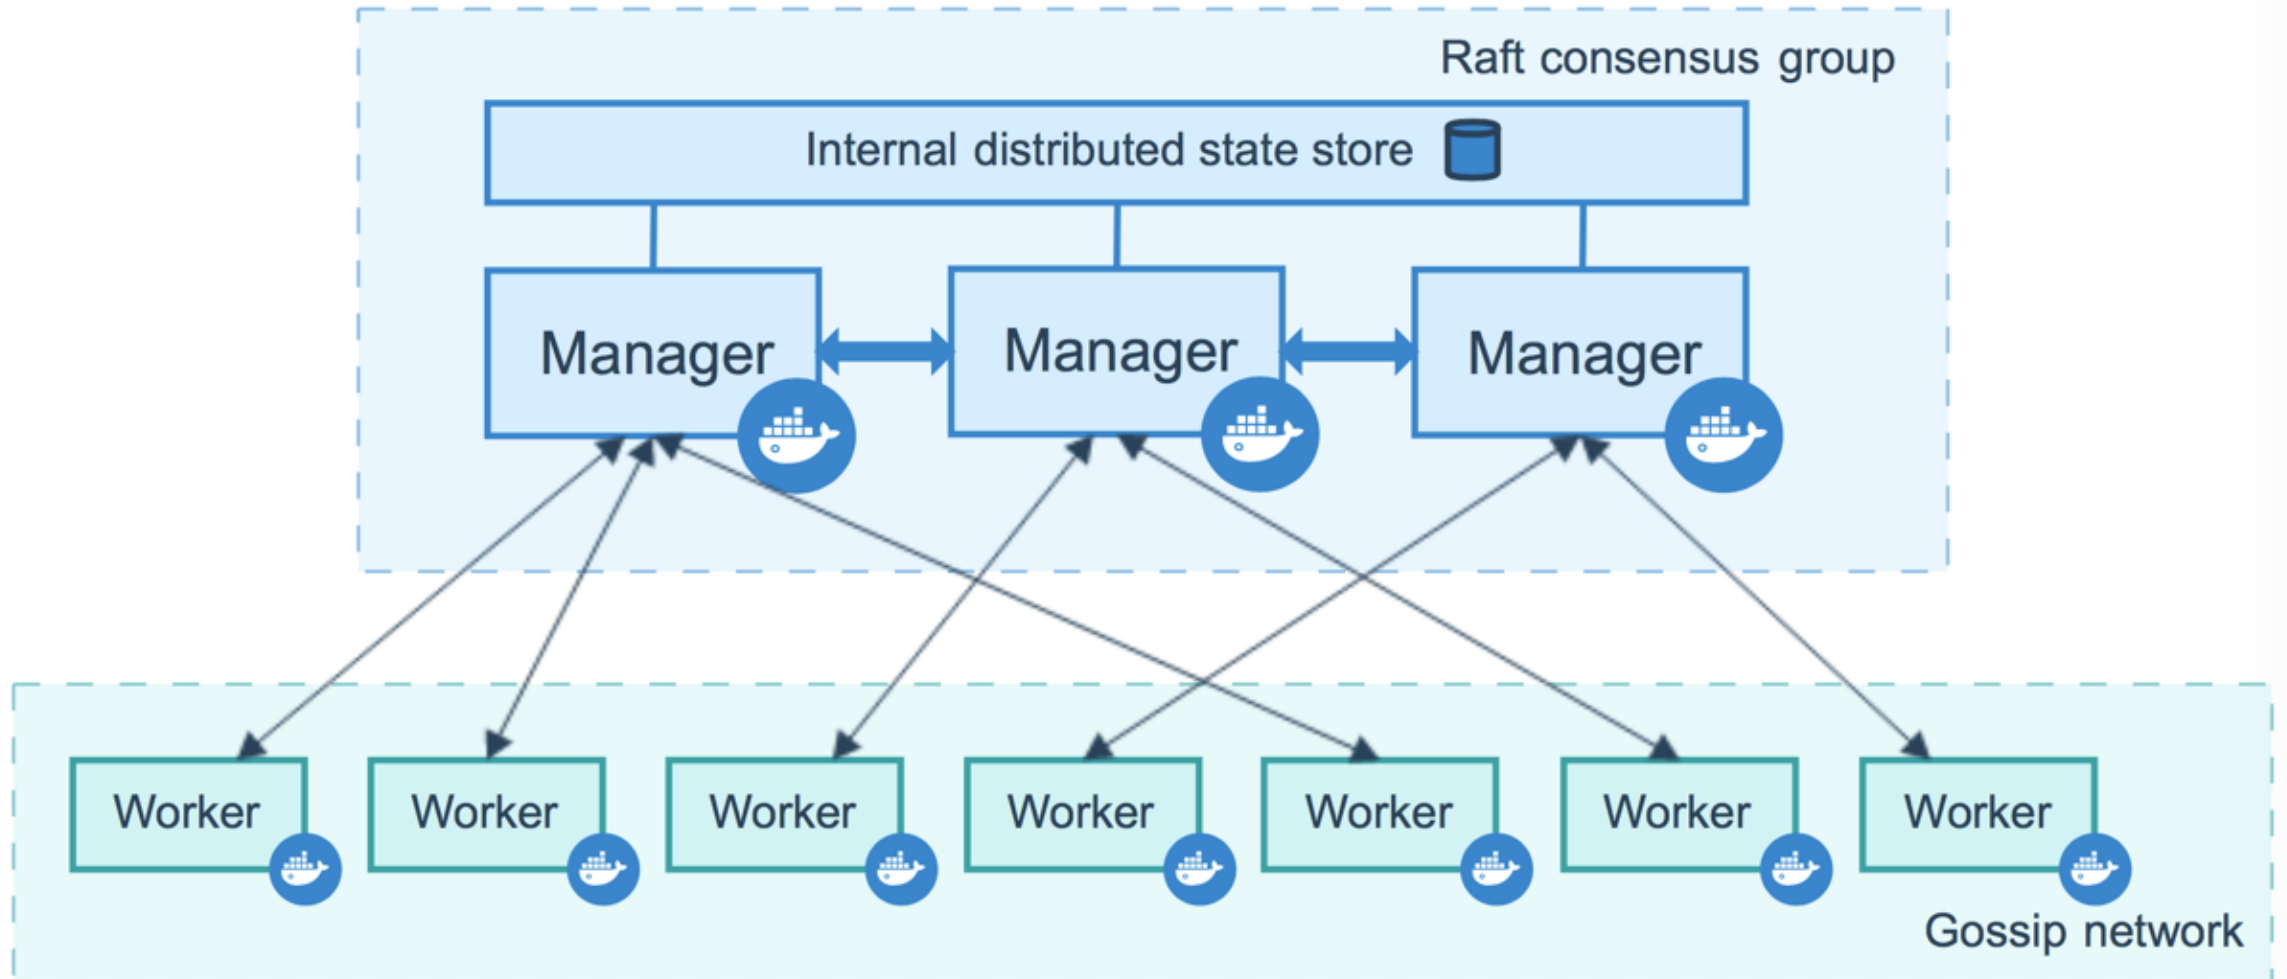 Raft consensus group
Internal distributed state store
Manager
Manager
Manager
Worker
Worker
Worker
Worker
Worker
Worker
Worker
Gossip network